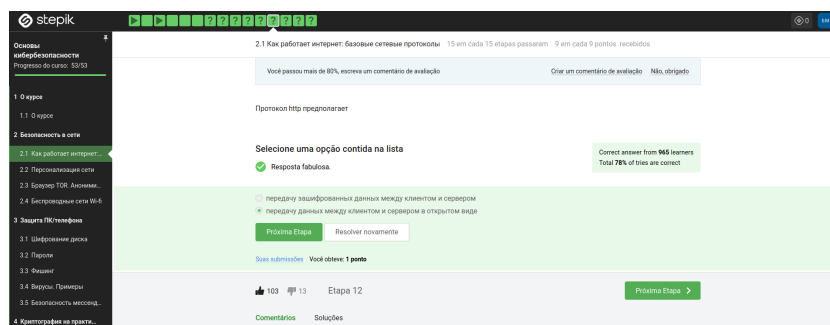 stepik
0
EM
Основы
кибербезопасности
Progresso do curso: 53/53
1 О курсе
1.1 О курсе
2 Безопасность в сети
2.1 Как работает интернет...
2.2 Персонализация сети
2.3 Браузер TOR. Аноними...
2.4 Беспроводные сети Wi-fi
3 Защита ПК/телефона
3.1 Шифрование диска
3.2 Пароли
3.3 Фишинг
3.4 Вирусы. Примеры
3.5 Безопасность мессенд...
4 Криптография на практи...
2.1 Как работает интернет: базовые сетевые протоколы 15 em cada 15 etapas passaram 9 em cada 9 pontos recebidos
Você passou mais de 80%, escreva um comentário de avaliação Criar um comentário de avaliação Não, obrigado
Протокол http предполагает
Selecione uma opção contida na lista
Resposta fabulosa.
Correct answer from 965 learners
Total 78% of tries are correct
передачу зашифрованных данных между клиентом и сервером
передачу данных между клиентом и сервером в открытом виде
Próxima Etapa Resolver novamente
Suas submissões Você obteve: 1 ponto
103 13 Etapa 12 Próxima Etapa
Comentários Soluções